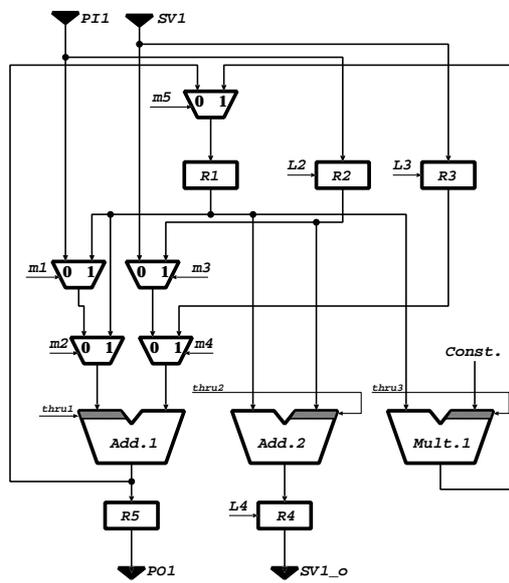 PI1 SV1
m5 0 1
L2 L3
R1 R2 R3
m1 0 1 0 1 m3
m2 0 1 0 1 m4
Const.
thru1 thru2 thru3
Add.1 Add.2 Mult.1
L4
R5 R4
PO1 SV1_o